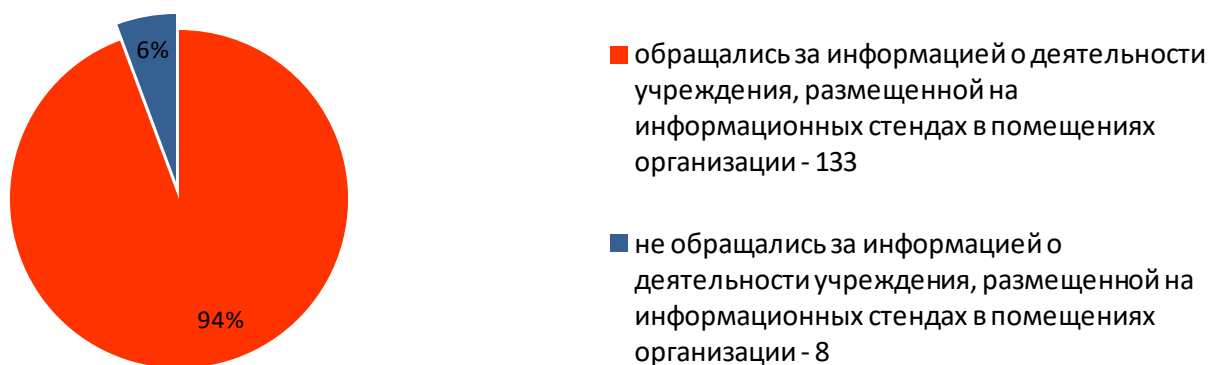 6%
94%
обращались за информацией о деятельности
учреждения, размещенной на
информационных стендах в помещениях
организации - 133
не обращались за информацией о
деятельности учреждения, размещенной на
информационных стендах в помещениях
организации - 8